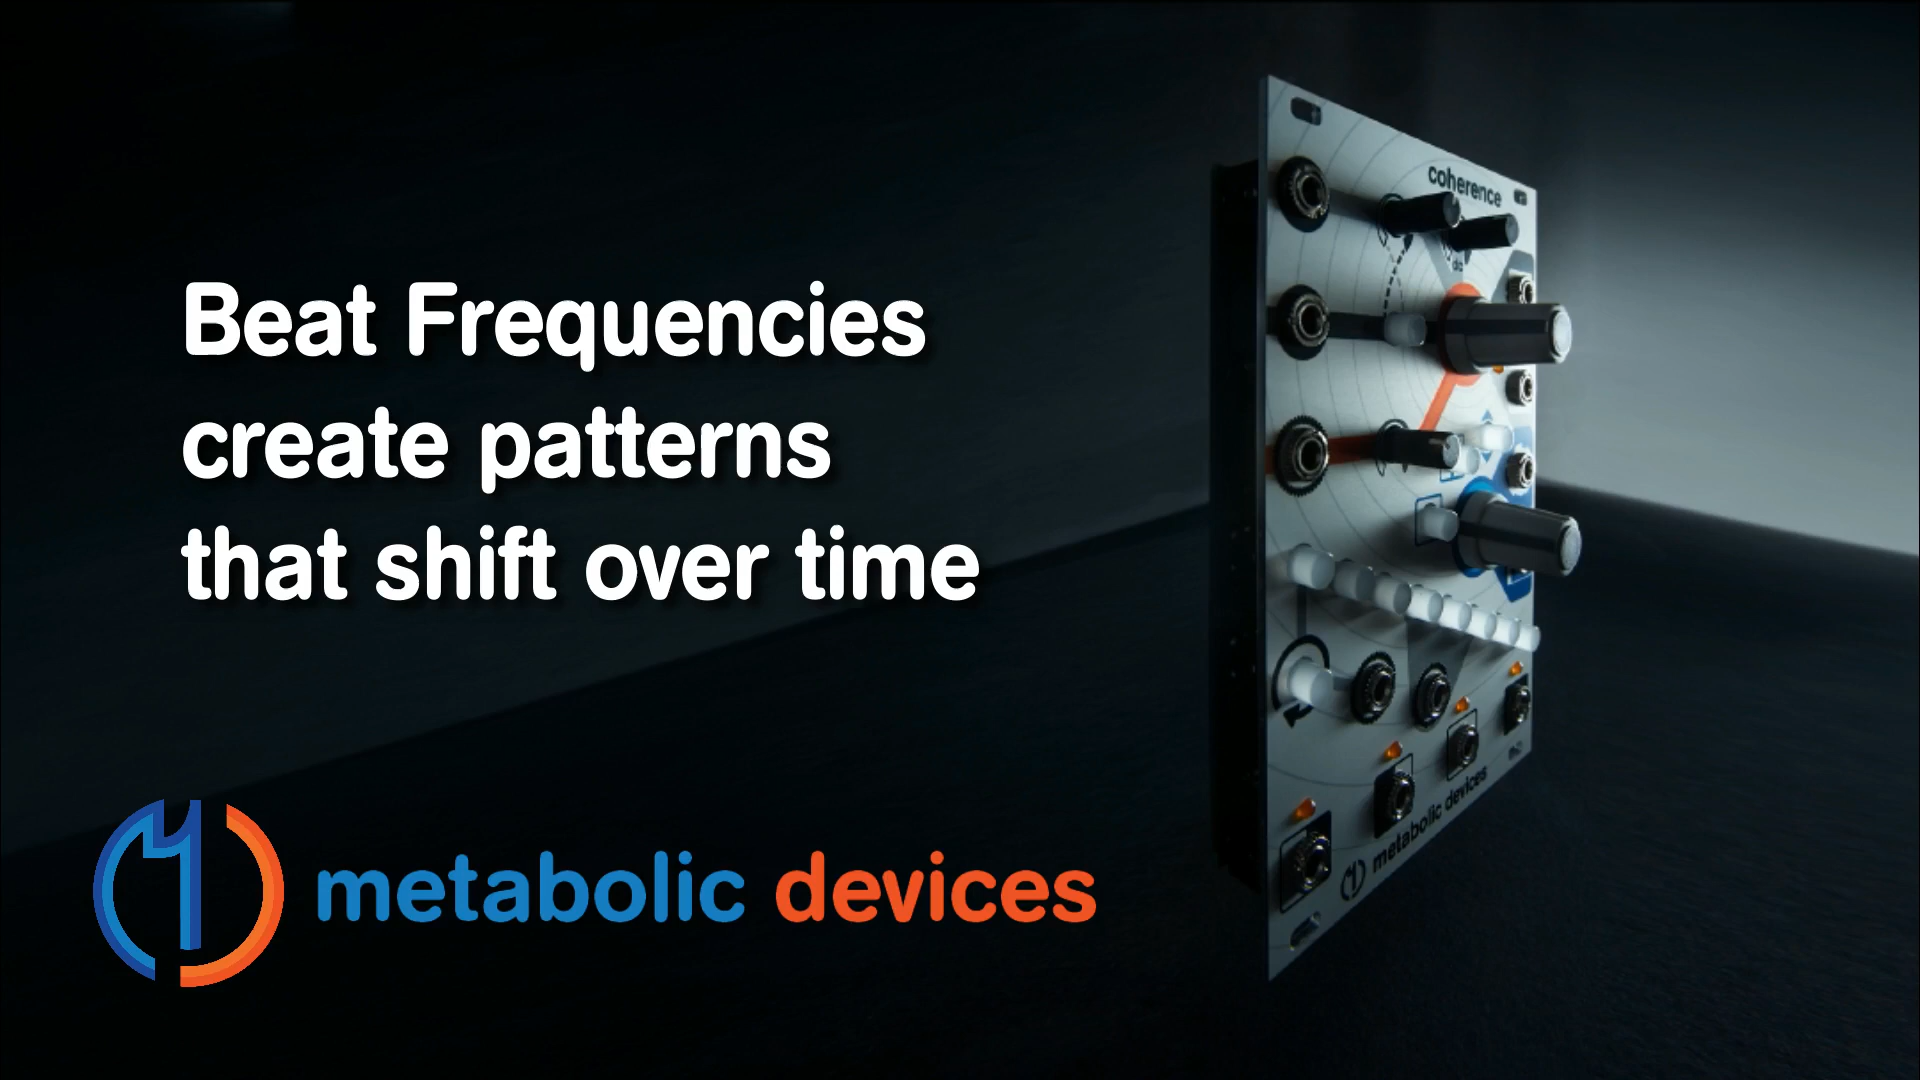 Beat Frequencies
create patterns
that shift over time
metabolic devices
coherence
metabolic devices